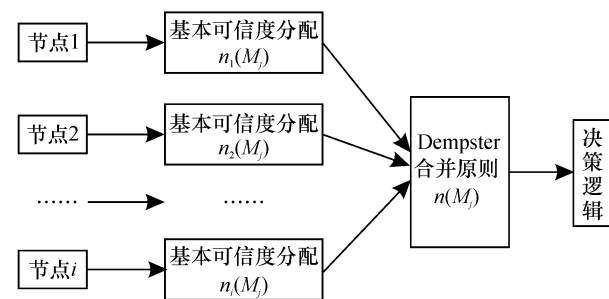 节点1
基本可信度分配
n₁(Mⱼ)
节点2
基本可信度分配
n₂(Mⱼ)
……
……
节点i
基本可信度分配
nᵢ(Mⱼ)
Dempster
合并原则
n(Mⱼ)
决策逻辑